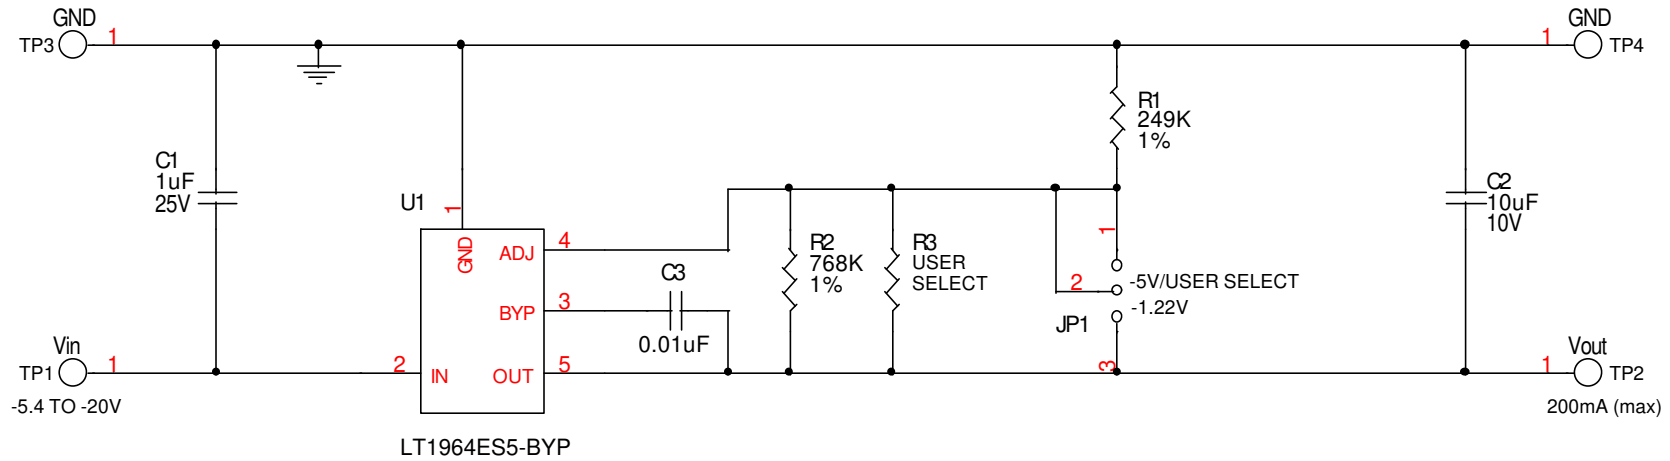 GND
TP3
1
GND
1
TP4
R1
249K
1%
C1
1uF
25V
U1
1
GND
ADJ
4
BYP
3
C3
0.01uF
R2
768K
1%
R3
USER
SELECT
1
2
-5V/USER SELECT
-1.22V
JP1
3
C2
10uF
10V
Vin
TP1
1
-5.4 TO -20V
2
IN
OUT
5
Vout
1
TP2
200mA (max)
LT1964ES5-BYP